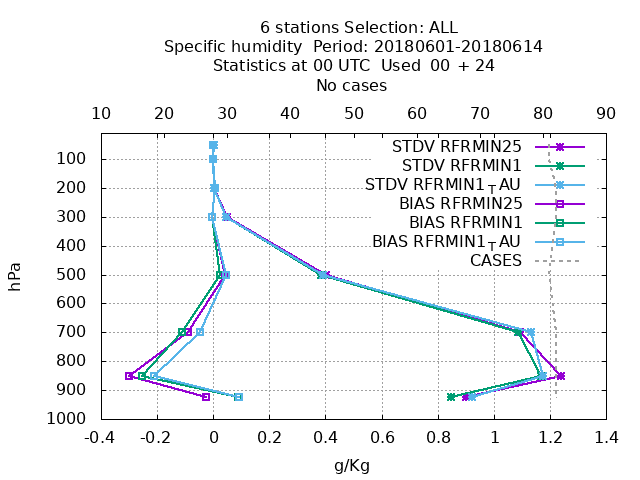 6 stations Selection: ALL
Specific humidity  Period: 20180601-20180614
Statistics at 00 UTC  Used  00 + 24
No cases
10 20 30 40 50 60 70 80 90
STDV RFRMIN25
STDV RFRMIN1
STDV RFRMIN1TAU
BIAS RFRMIN25
BIAS RFRMIN1
BIAS RFRMIN1TAU
CASES
hPa
100
200
300
400
500
600
700
800
900
1000
-0.4 -0.2 0 0.2 0.4 0.6 0.8 1 1.2 1.4
g/Kg